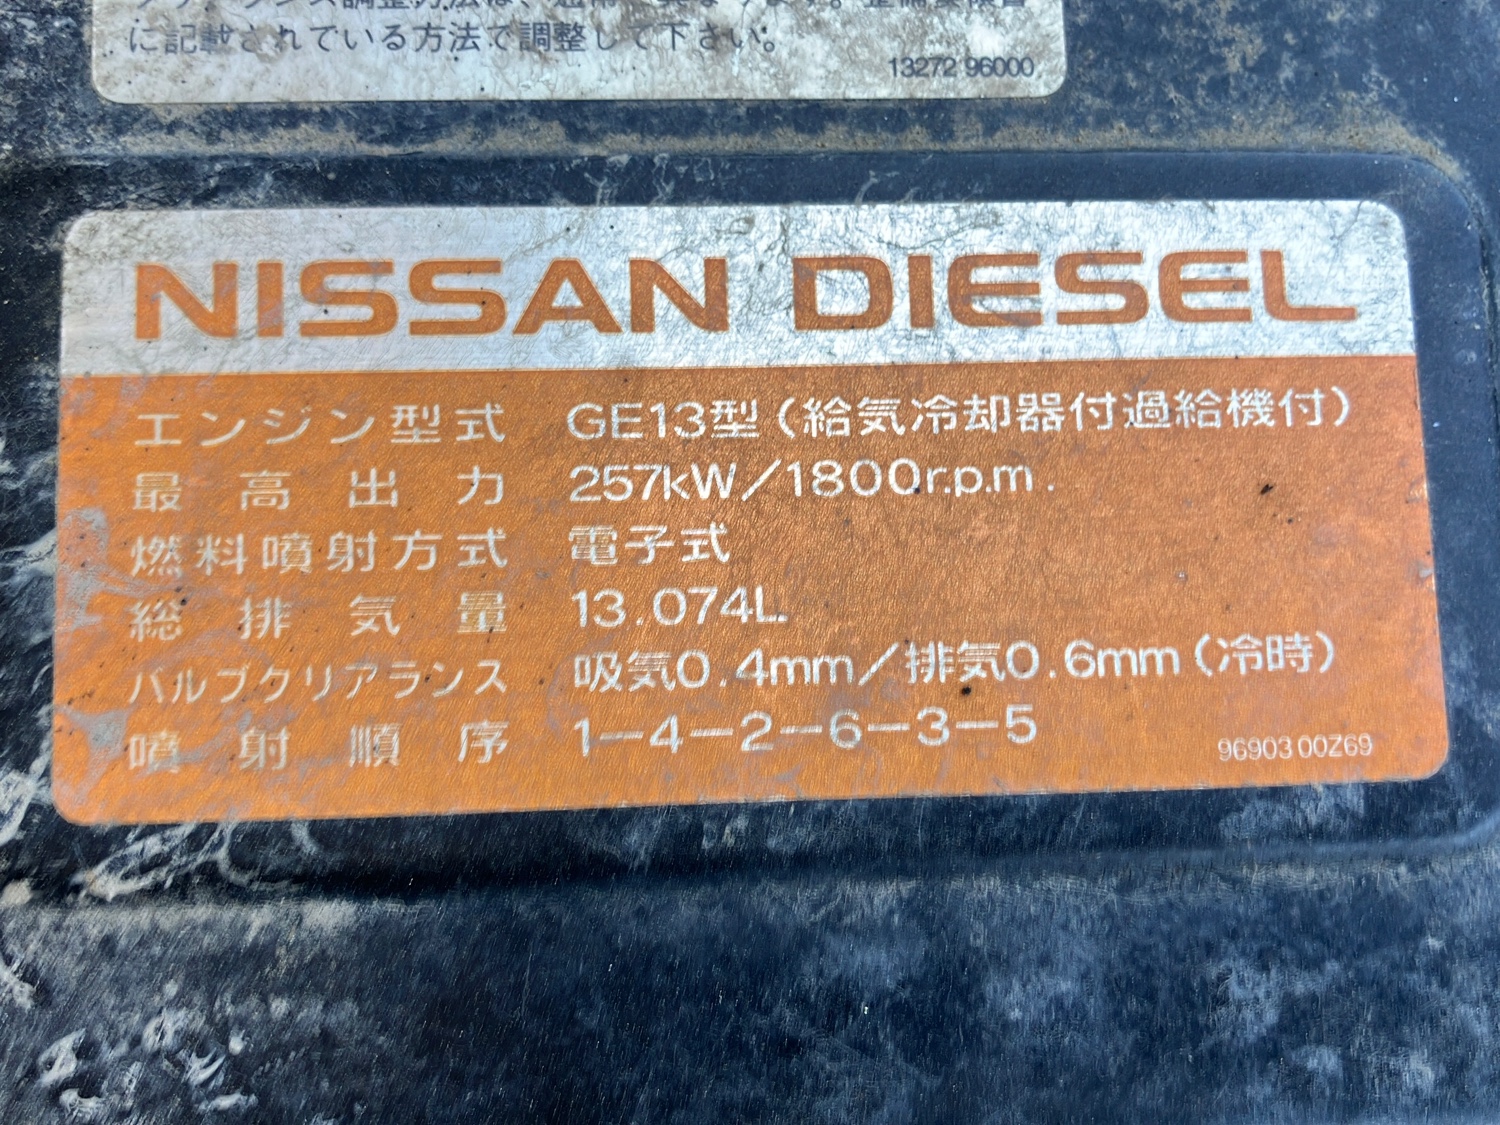 に記載されている方法で調整して下さい。
13272 96000
NISSAN DIESEL
エンジン型式 GE13型(給気冷却器付過給機付)
最高出力 257kW/1800r.p.m.
燃料噴射方式 電子式
総排気量 13.074L
バルブクリアランス 吸気0.4mm/排気0.6mm(冷時)
噴射順序 1-4-2-6-3-5
96903 00Z69